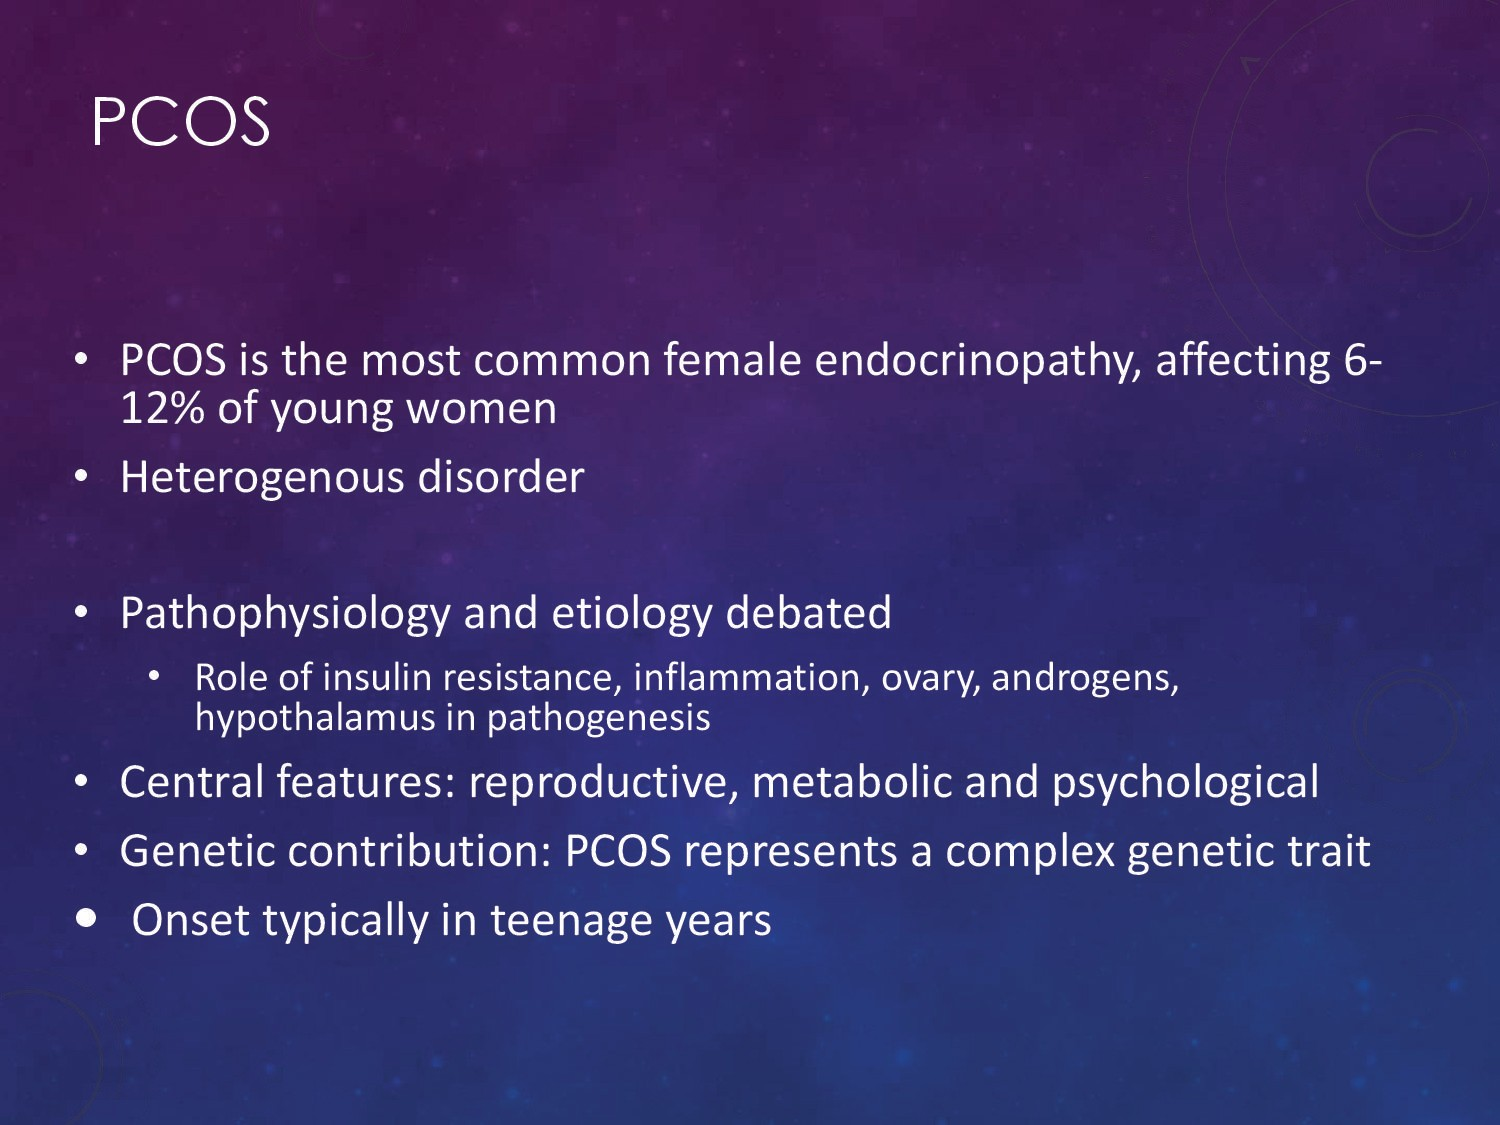 PCOS
• PCOS is the most common female endocrinopathy, affecting 6-
12% of young women
• Heterogenous disorder
• Pathophysiology and etiology debated
• Role of insulin resistance, inflammation, ovary, androgens,
hypothalamus in pathogenesis
• Central features: reproductive, metabolic and psychological
• Genetic contribution: PCOS represents a complex genetic trait
• Onset typically in teenage years